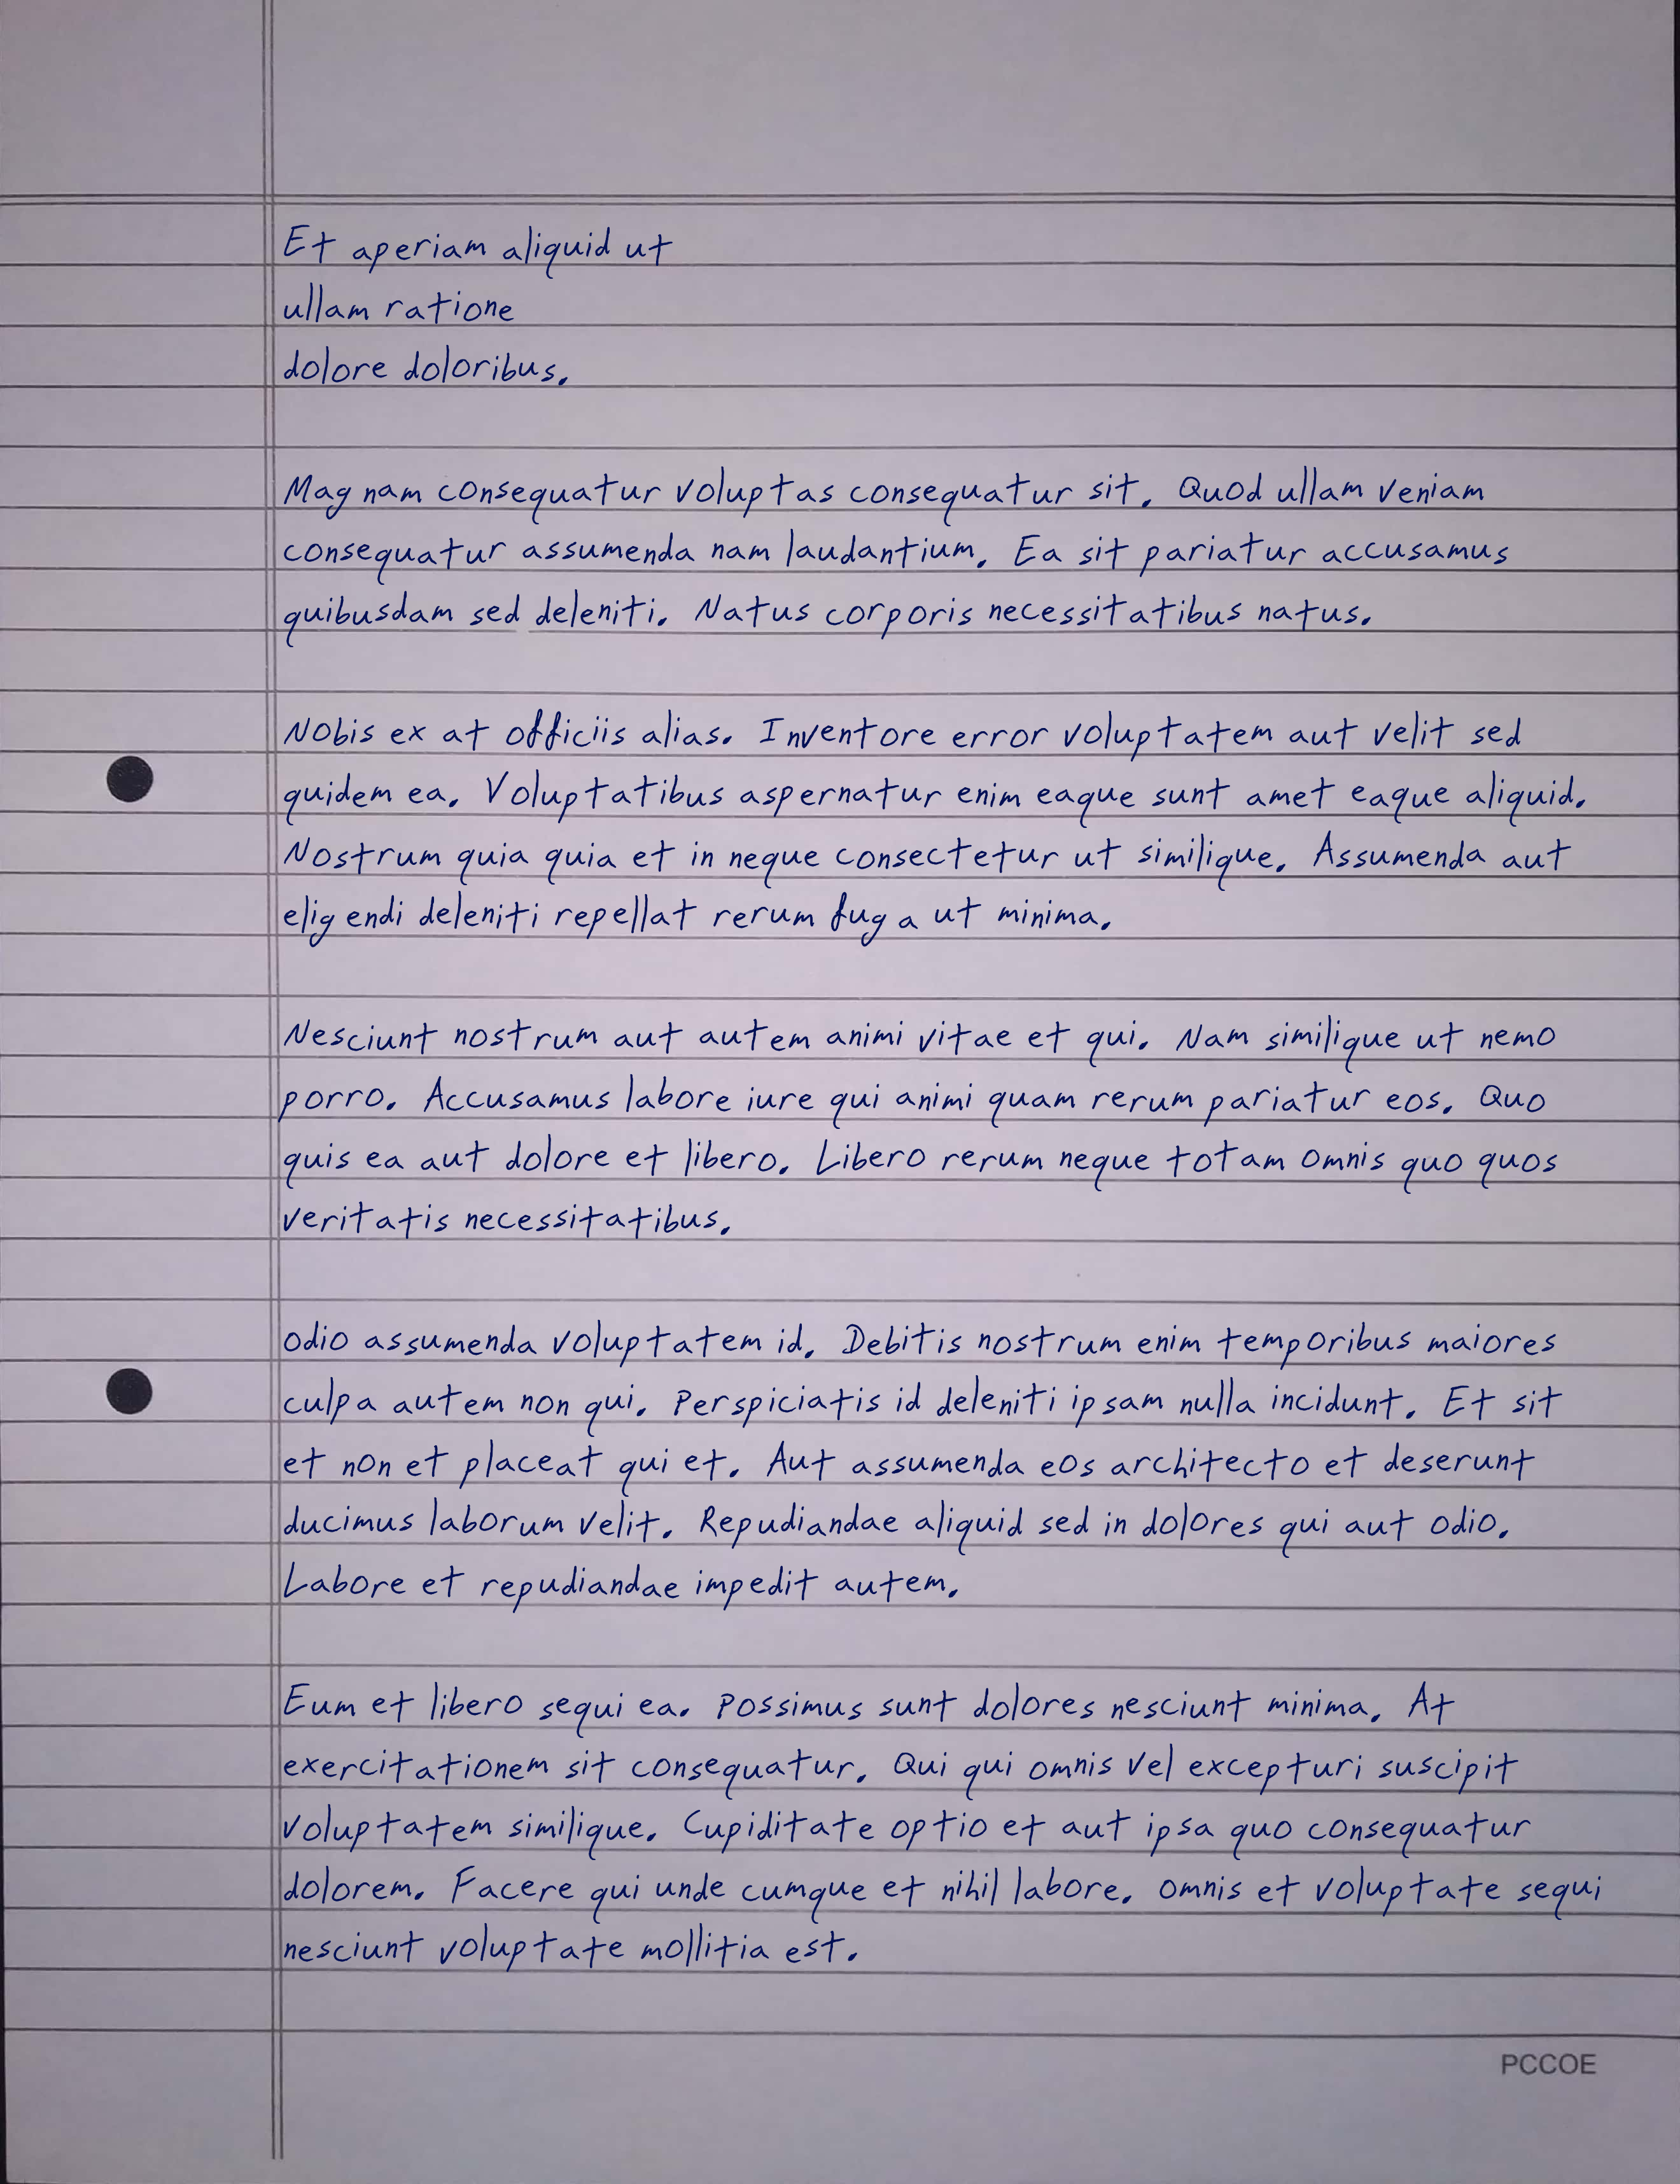 Et aperiam aliquid ut
ullam ratione
dolore doloribus.
Magnam consequatur voluptas consequatur sit. Quod ullam veniam
consequatur assumenda nam laudantium. Ea sit pariatur accusamus
quibusdam sed deleniti. Natus corporis necessitatibus natus.
Nobis ex at officiis alias. Inventore error voluptatem aut velit sed
quidem ea. Voluptatibus aspernatur enim eaque sunt amet eaque aliquid.
Nostrum quia quia et in neque consectetur ut similique. Assumenda aut
eligendi deleniti repellat rerum fuga ut minima.
Nesciunt nostrum aut autem animi vitae et qui. Nam similique ut nemo
porro. Accusamus labore iure qui animi quam rerum pariatur eos. Quo
quis ea aut dolore et libero. Libero rerum neque totam omnis quo quos
veritatis necessitatibus.
Odio assumenda voluptatem id. Debitis nostrum enim temporibus maiores
culpa autem non qui. Perspiciatis id deleniti ipsam nulla incidunt. Et sit
et non et placeat qui et. Aut assumenda eos architecto et deserunt
ducimus laborum velit. Repudiandae aliquid sed in dolores qui aut odio.
Labore et repudiandae impedit autem.
Eum et libero sequi ea. Possimus sunt dolores nesciunt minima. At
exercitationem sit consequatur. Qui qui omnis vel excepturi suscipit
voluptatem similique. Cupiditate optio et aut ipsa quo consequatur
dolorem. Facere qui unde cumque et nihil labore. Omnis et voluptate sequi
nesciunt voluptate mollitia est.
PCCOE